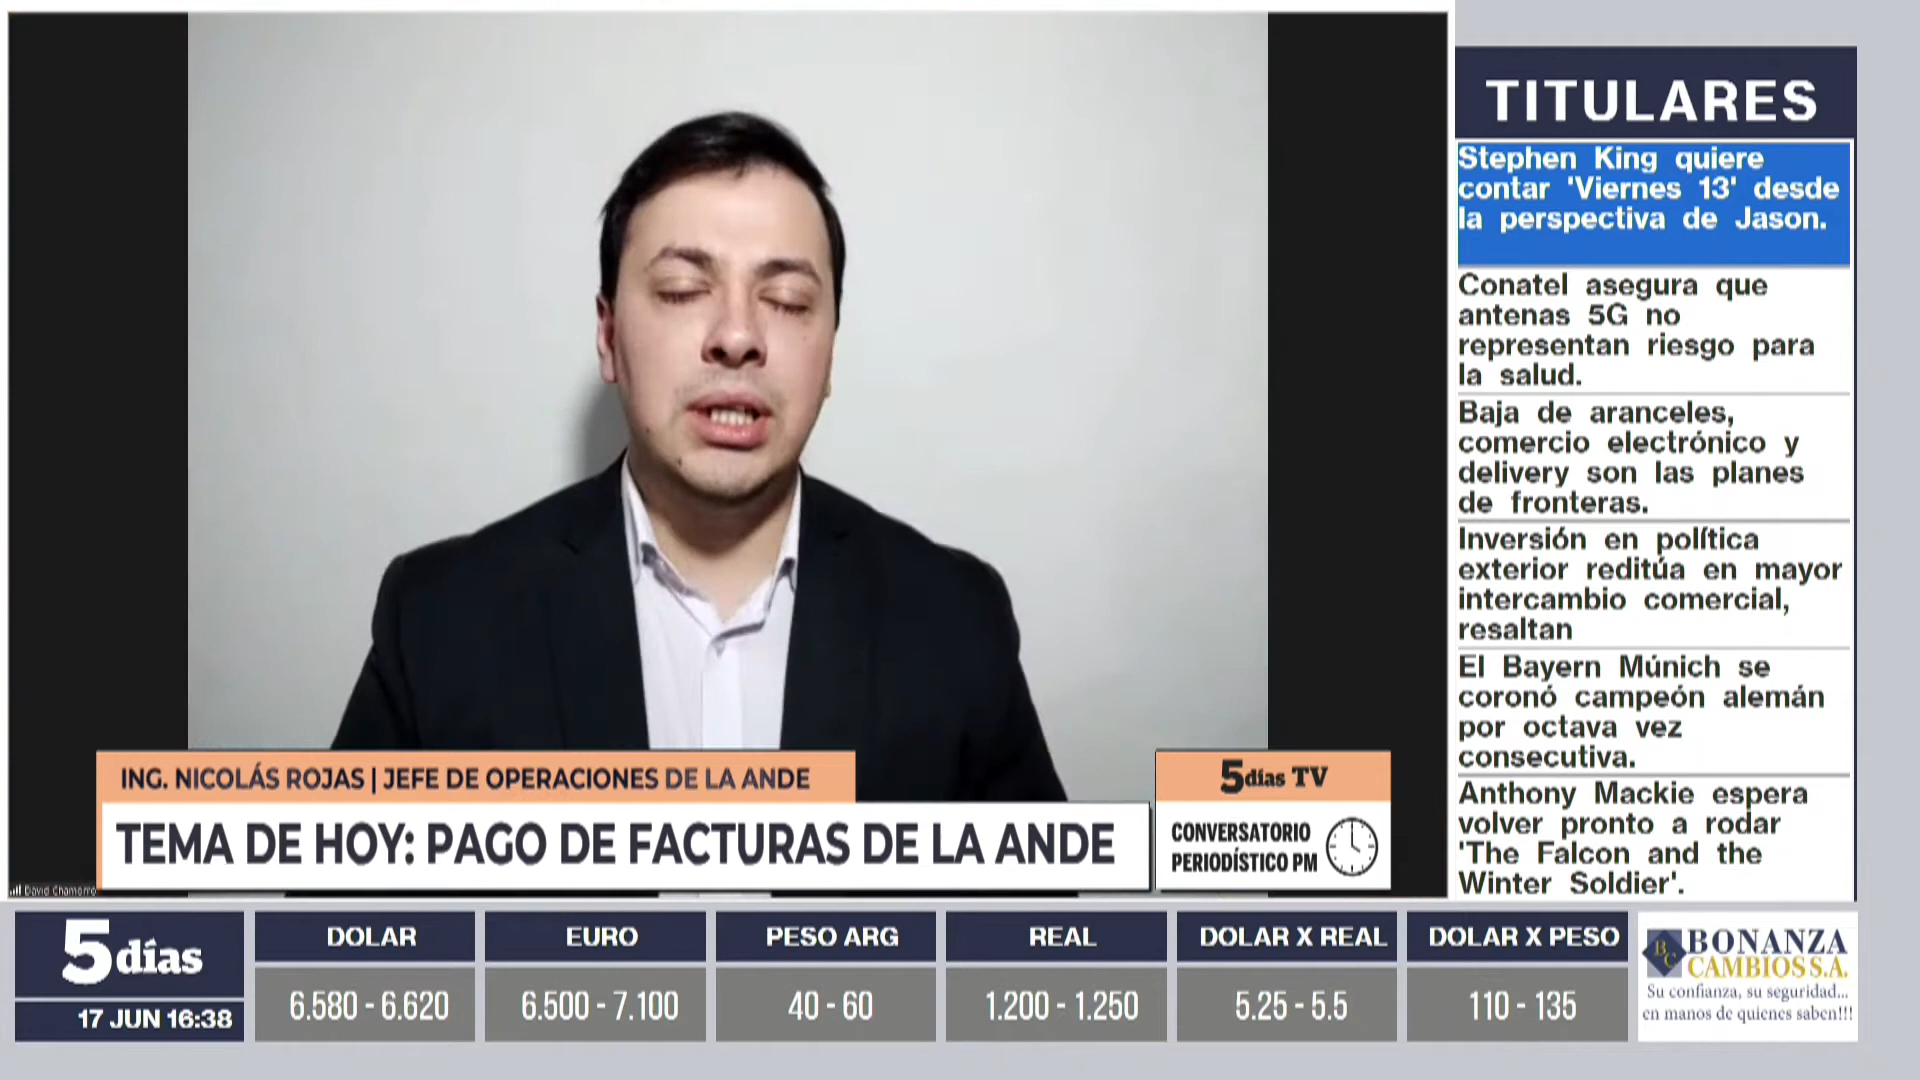 TITULARES
Stephen King quiere
contar 'Viernes 13' desde
la perspectiva de Jason.
Conatel asegura que
antenas 5G no
representan riesgo para
la salud.
Baja de aranceles,
comercio electrónico y
delivery son las planes
de fronteras.
Inversión en política
exterior reditúa en mayor
intercambio comercial,
resaltan
El Bayern Múnich se
coronó campeón alemán
por octava vez
consecutiva.
Anthony Mackie espera
volver pronto a rodar
'The Falcon and the
Winter Soldier'.
ING. NICOLÁS ROJAS | JEFE DE OPERACIONES DE LA ANDE
TEMA DE HOY: PAGO DE FACTURAS DE LA ANDE
5días TV
CONVERSATORIO
PERIODÍSTICO PM
David Chamorro
5días
17 JUN 16:38
DOLAR
6.580 - 6.620
EURO
6.500 - 7.100
PESO ARG
40 - 60
REAL
1.200 - 1.250
DOLAR X REAL
5.25 - 5.5
DOLAR X PESO
110 - 135
BC BONANZA
CAMBIOS S.A.
Su confianza, su seguridad...
en manos de quienes saben!!!